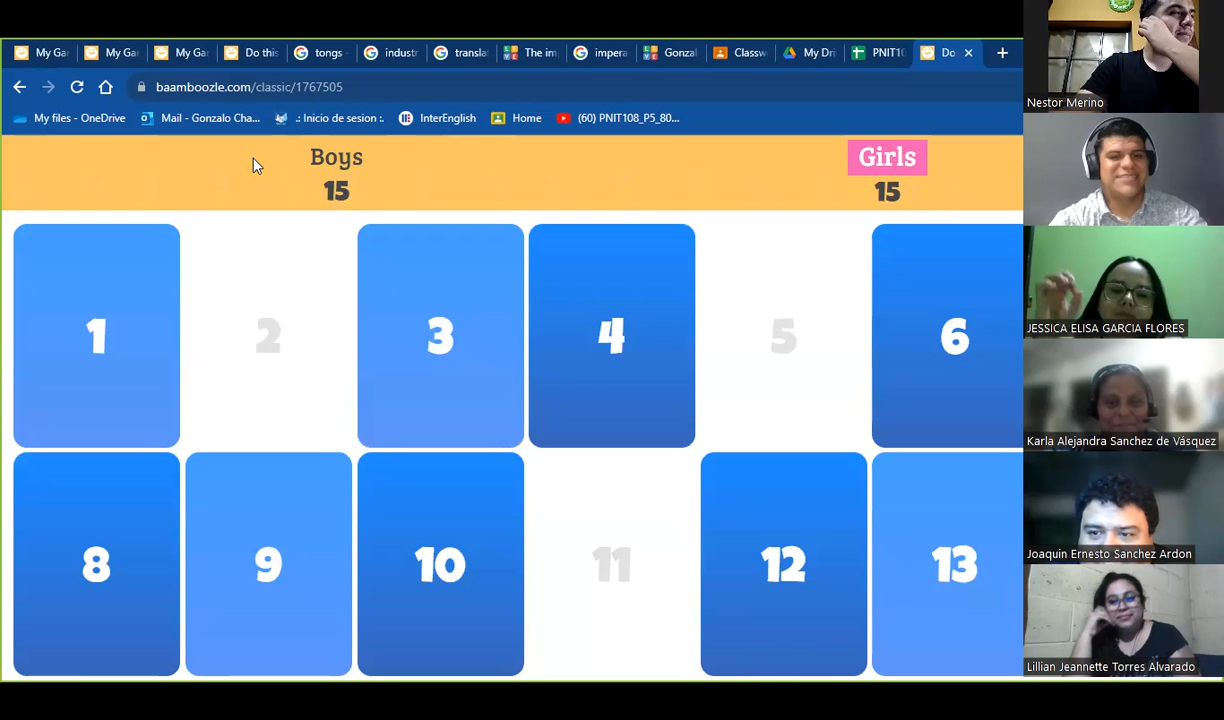 My Ga
My Ga
My Ga
Do this
tongs
indust
transla
The im
impera
Gonzal
Classw
My Dri
PNIT10
Do
baamboozle.com/classic/1767505
My files - OneDrive
Mail - Gonzalo Cha...
.: Inicio de sesion :.
InterEnglish
Home
(60) PNIT108_P5_80...
Boys
Girls
15
15
1
2
3
4
5
6
8
9
10
11
12
13
Nestor Merino
JESSICA ELISA GARCIA FLORES
Karla Alejandra Sanchez de Vásquez
Joaquin Ernesto Sanchez Ardon
Lillian Jeannette Torres Alvarado